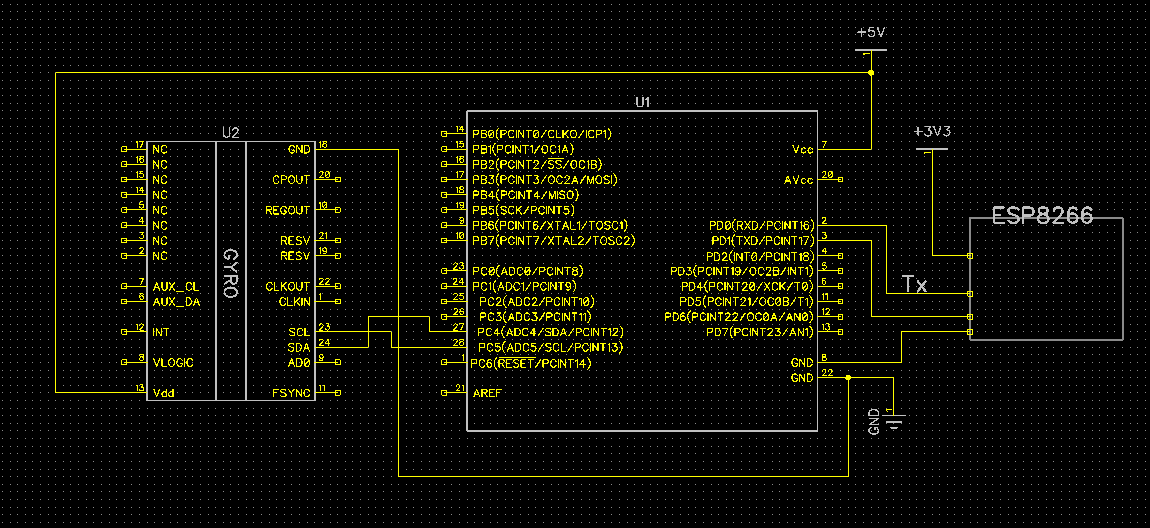 +5V
1
U1
U2
+3V3
1
17 NC
16 NC
15 NC
14 NC
5 NC
4 NC
3 NC
2 NC
7 AUX_CL
6 AUX_DA
12 INT
8 VLOGIC
13 Vdd
GYRO
GND 18
CPOUT 20
REGOUT 10
RESV 21
RESV 19
CLKOUT 22
CLKIN 1
SCL 23
SDA 24
AD0 9
FSYNC 11
14 PB0(PCINT0/CLKO/ICP1)
15 PB1(PCINT1/OC1A)
16 PB2(PCINT2/SS/OC1B)
17 PB3(PCINT3/OC2A/MOSI)
18 PB4(PCINT4/MISO)
19 PB5(SCK/PCINT5)
9 PB6(PCINT6/XTAL1/TOSC1)
10 PB7(PCINT7/XTAL2/TOSC2)
23 PC0(ADC0/PCINT8)
24 PC1(ADC1/PCINT9)
25 PC2(ADC2/PCINT10)
26 PC3(ADC3/PCINT11)
27 PC4(ADC4/SDA/PCINT12)
28 PC5(ADC5/SCL/PCINT13)
1 PC6(RESET/PCINT14)
21 AREF
Vcc 7
AVcc 20
PD0(RXD/PCINT16) 2
PD1(TXD/PCINT17) 3
PD2(INT0/PCINT18) 4
PD3(PCINT19/OC2B/INT1) 5
PD4(PCINT20/XCK/T0) 6
PD5(PCINT21/OC0B/T1) 11
PD6(PCINT22/OC0A/AN0) 12
PD7(PCINT23/AN1) 13
GND 8
GND 22
ESP8266
Tx
GND
1